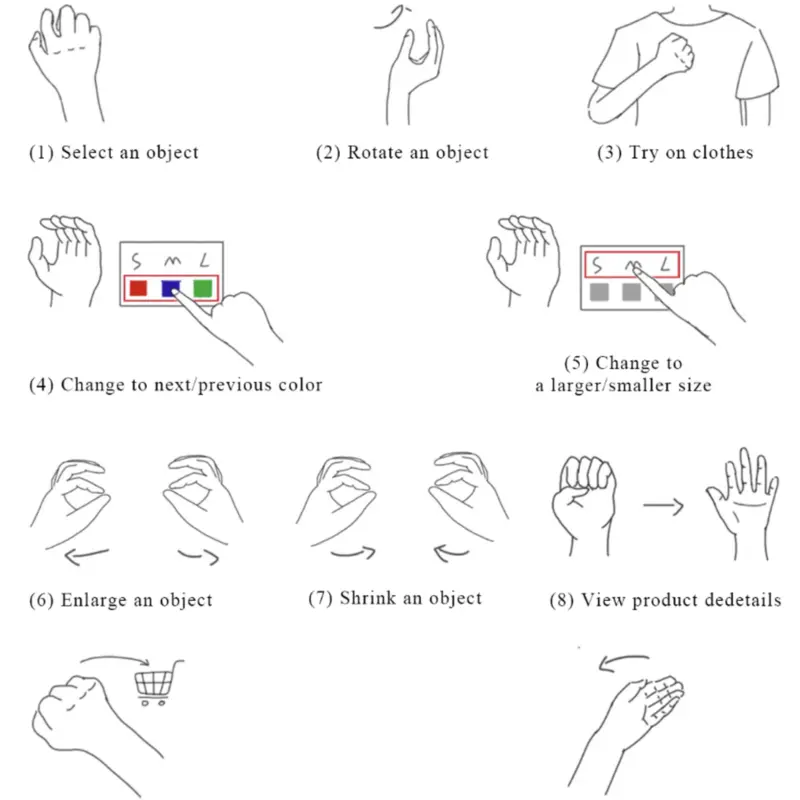 (1) Select an object
(2) Rotate an object
(3) Try on clothes
S M L
S M L
(4) Change to next/previous color
(5) Change to
a larger/smaller size
(6) Enlarge an object
(7) Shrink an object
(8) View product dedetails